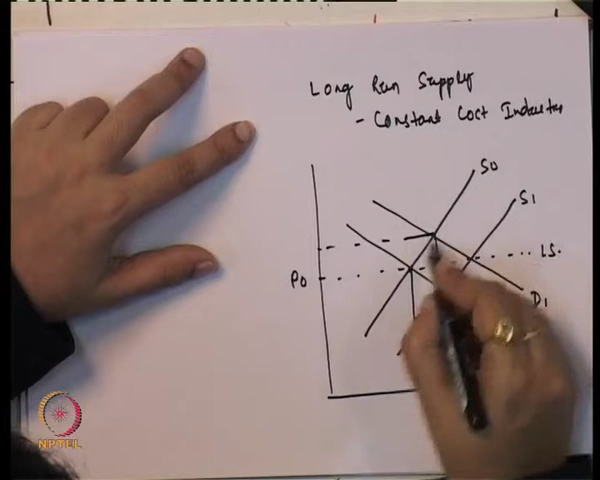 Long Run Supply
- Constant Cost Industry
S0
S1
LS.
P0
D1
NPTEL